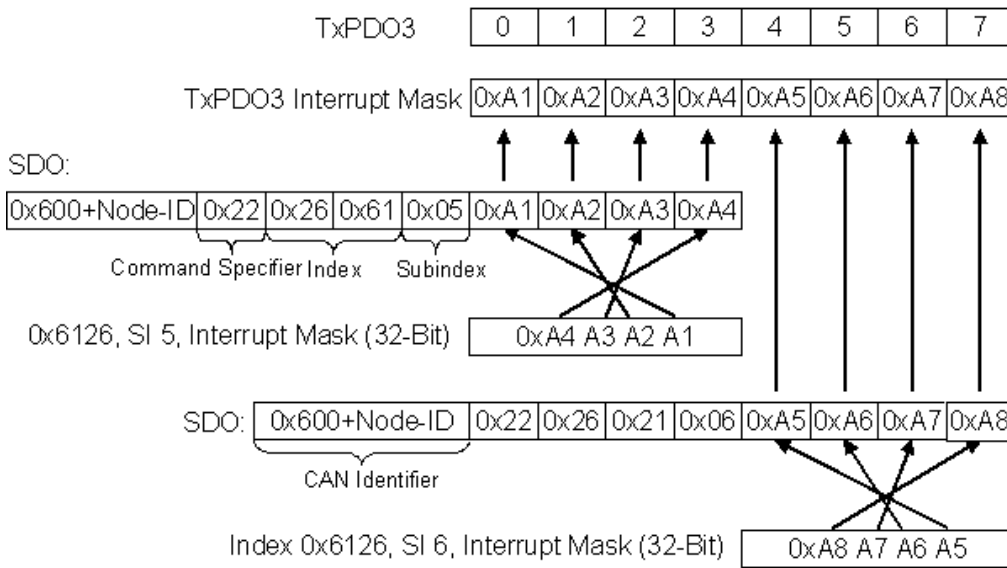 TxPDO3 0 1 2 3 4 5 6 7
TxPDO3 Interrupt Mask 0xA1 0xA2 0xA3 0xA4 0xA5 0xA6 0xA7 0xA8
SDO:
0x600+Node-ID 0x22 0x26 0x61 0x05 0xA1 0xA2 0xA3 0xA4
Command Specifier Index Subindex
0x6126, SI 5, Interrupt Mask (32-Bit) 0xA4 A3 A2 A1
SDO: 0x600+Node-ID 0x22 0x26 0x21 0x06 0xA5 0xA6 0xA7 0xA8
CAN Identifier
Index 0x6126, SI 6, Interrupt Mask (32-Bit) 0xA8 A7 A6 A5